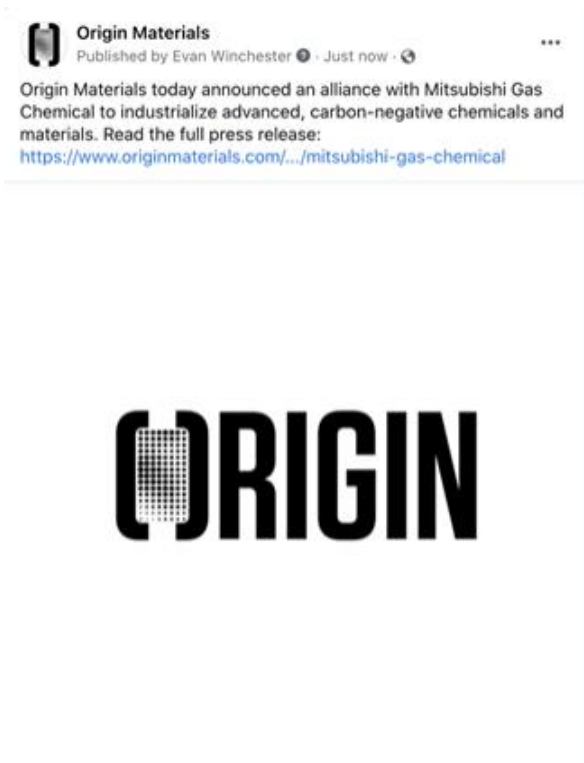 Origin Materials
Published by Evan Winchester · Just now ·
Origin Materials today announced an alliance with Mitsubishi Gas
Chemical to industrialize advanced, carbon-negative chemicals and
materials. Read the full press release:
https://www.originmaterials.com/.../mitsubishi-gas-chemical
ORIGIN